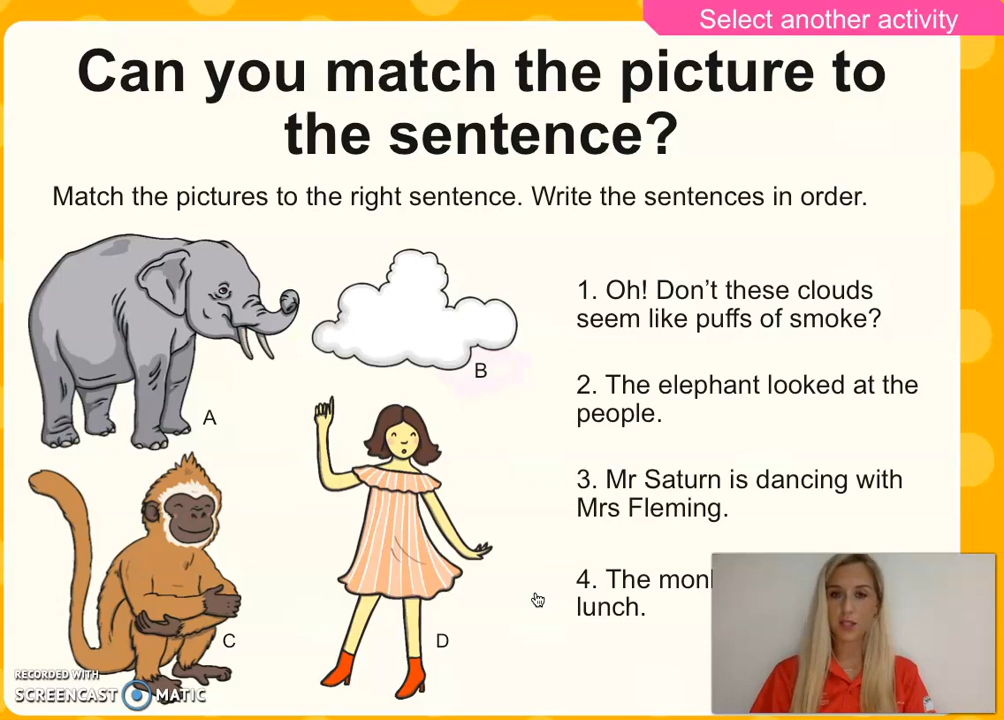 Select another activity
Can you match the picture to
the sentence?
Match the pictures to the right sentence. Write the sentences in order.
A
B
1. Oh! Don't these clouds
seem like puffs of smoke?
2. The elephant looked at the
people.
3. Mr Saturn is dancing with
Mrs Fleming.
4. The
lunch.
C
D
RECORDED WITH
SCREENCAST MATIC